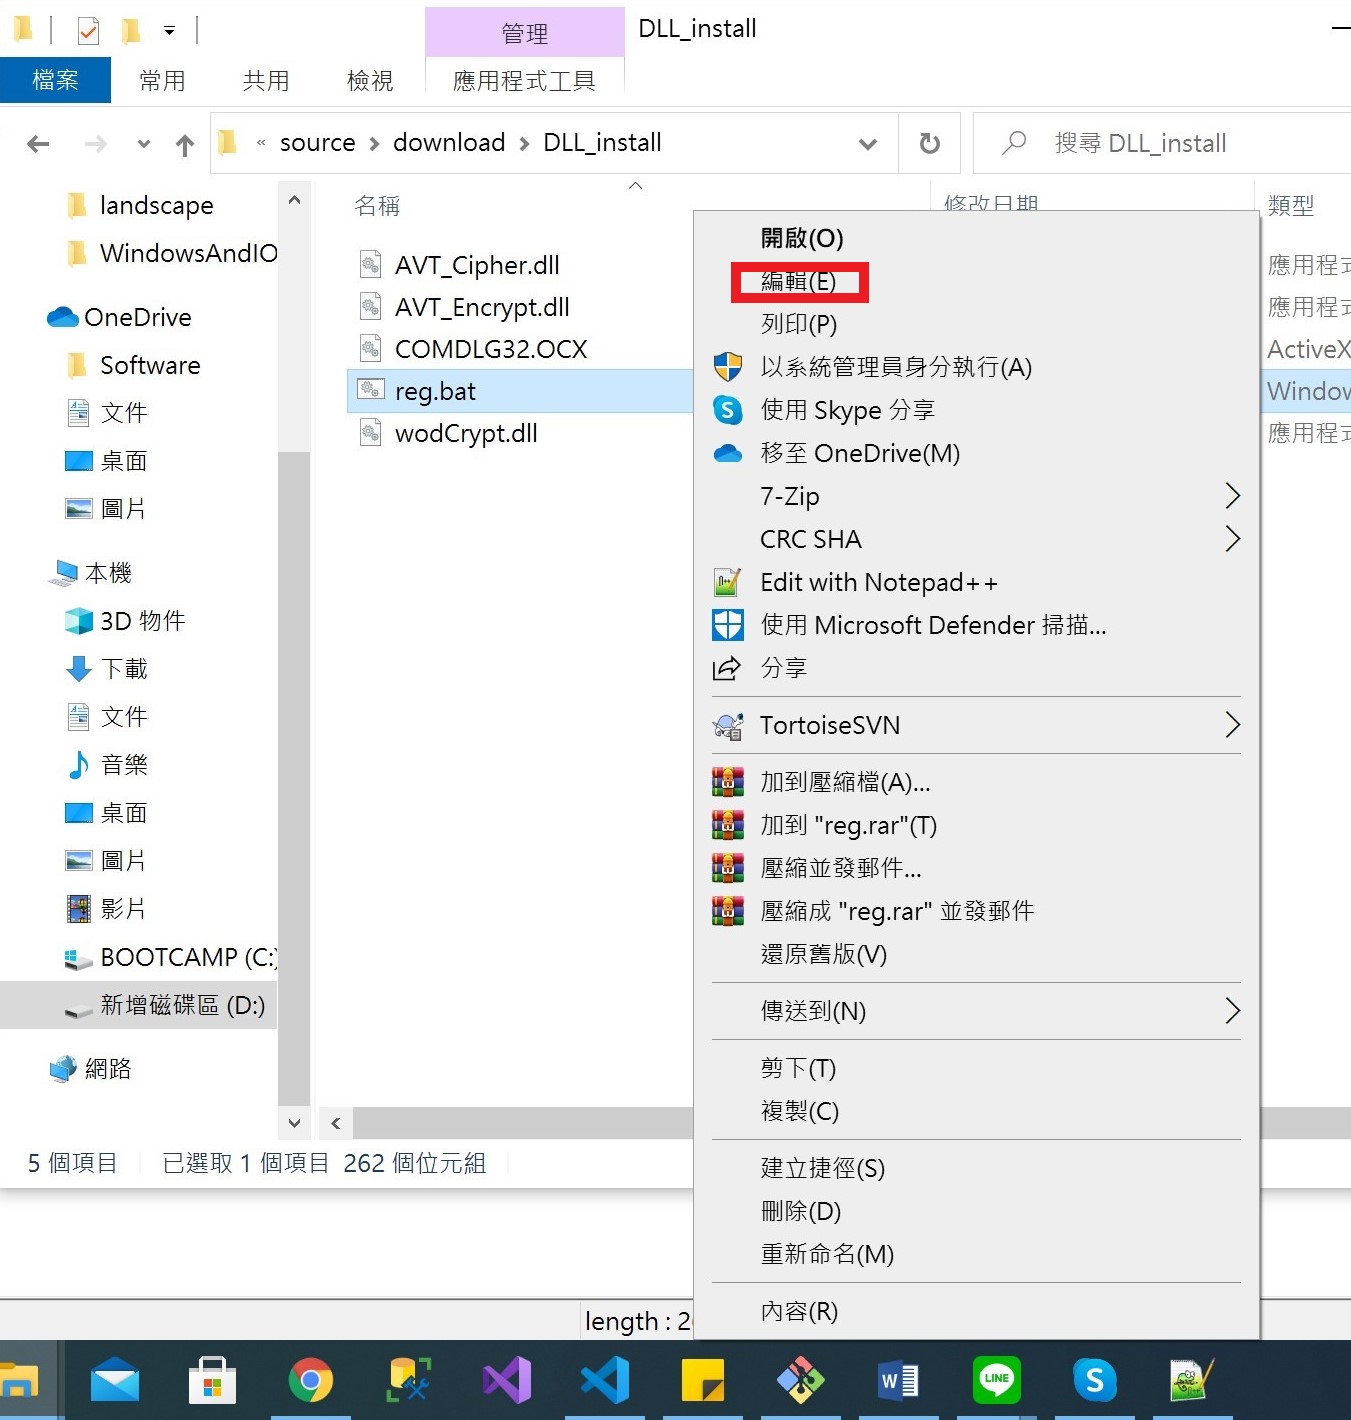 管理
DLL_install
檔案
常用
共用
檢視
應用程式工具
« source > download > DLL_install
搜尋 DLL_install
landscape
WindowsAndIO
OneDrive
Software
文件
桌面
圖片
本機
3D 物件
下載
文件
音樂
桌面
圖片
影片
BOOTCAMP (C:)
新增磁碟區 (D:)
網路
名稱
修改日期
類型
AVT_Cipher.dll
應用程式
AVT_Encrypt.dll
應用程式
COMDLG32.OCX
ActiveX
reg.bat
Window
wodCrypt.dll
應用程式
開啟(O)
編輯(E)
列印(P)
以系統管理員身分執行(A)
使用 Skype 分享
移至 OneDrive(M)
7-Zip
CRC SHA
Edit with Notepad++
使用 Microsoft Defender 掃描...
分享
TortoiseSVN
加到壓縮檔(A)...
加到 "reg.rar"(T)
壓縮並發郵件...
壓縮成 "reg.rar" 並發郵件
還原舊版(V)
傳送到(N)
剪下(T)
複製(C)
建立捷徑(S)
刪除(D)
重新命名(M)
內容(R)
5 個項目
已選取 1 個項目
262 個位元組
length : 2
LINE